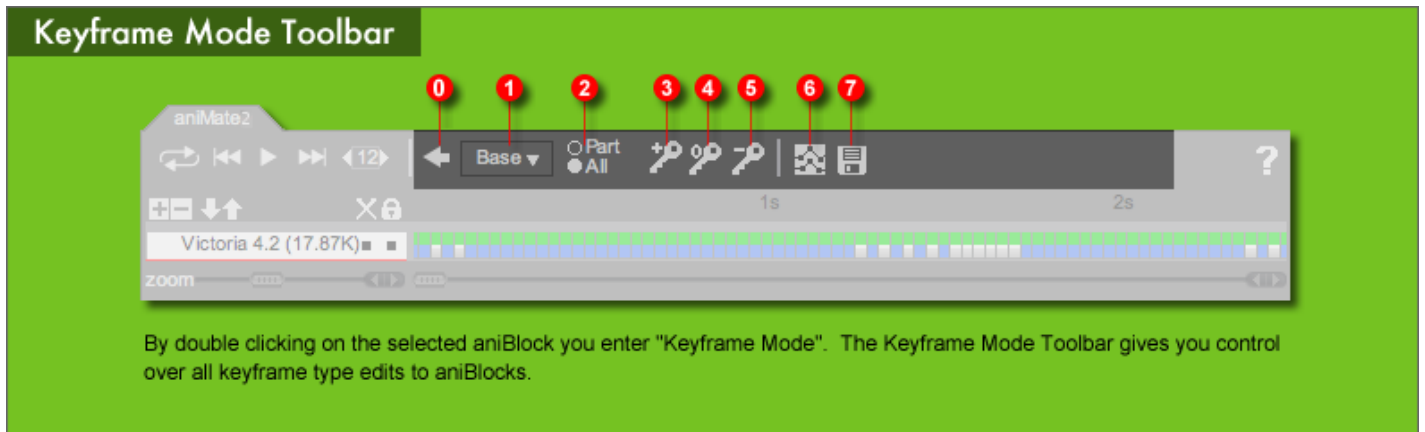 Keyframe Mode Toolbar
0 1 2 3 4 5 6 7
aniMate2
12 Base Part ?
All
1s 2s
Victoria 4.2 (17.87K)
zoom
By double clicking on the selected aniBlock you enter "Keyframe Mode". The Keyframe Mode Toolbar gives you control
over all keyframe type edits to aniBlocks.